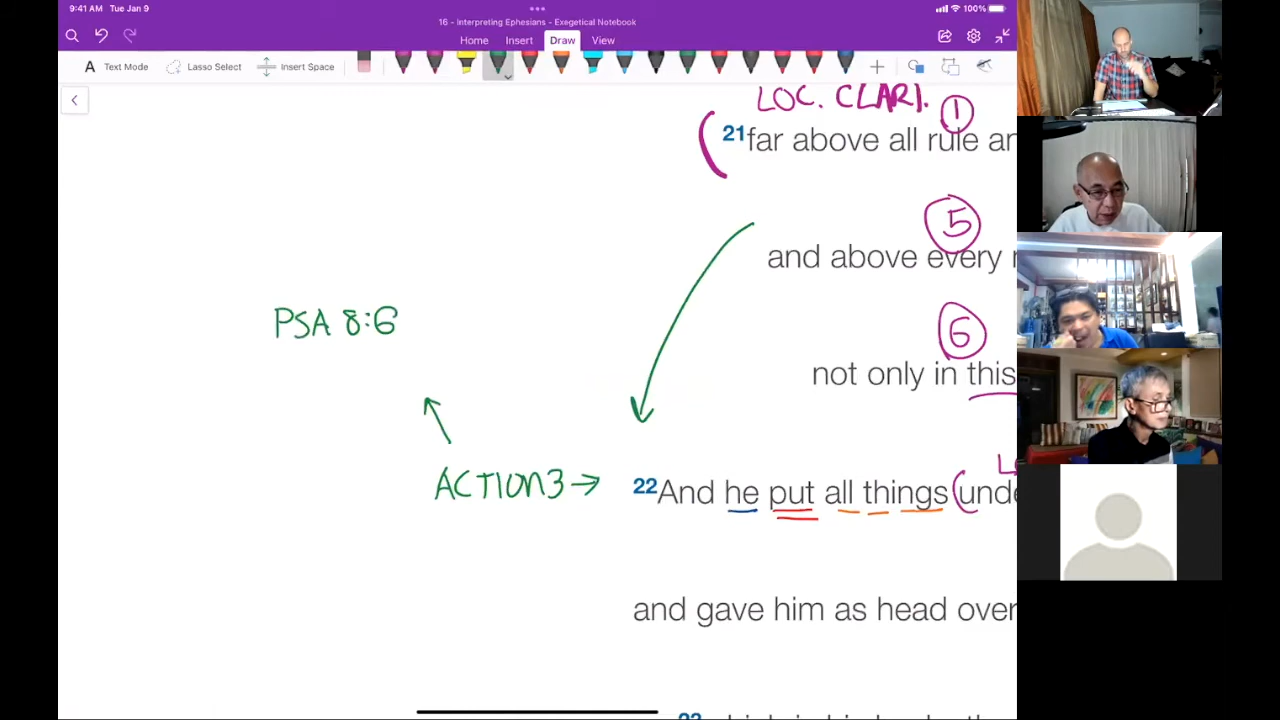 9:41 AM Tue Jan 9
100%
16 - Interpreting Ephesians - Exegetical Notebook
Home Insert Draw View
A Text Mode Lasso Select Insert Space
LOC. CLARI. 1
21 far above all rule an
5
and above every
6
PSA 8:6
not only in this
ACTION 3 →
22 And he put all things (unde
and gave him as head over